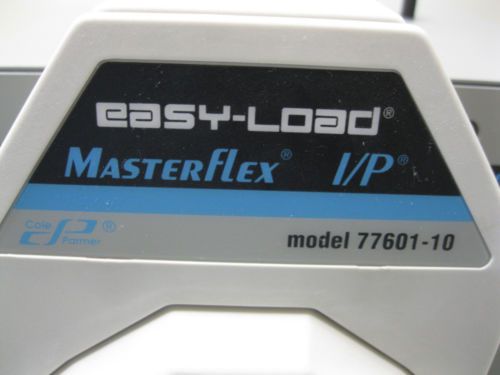 easy-Load®
MASTERFLEX® I/P®
Cole
Parmer ®
model 77601-10